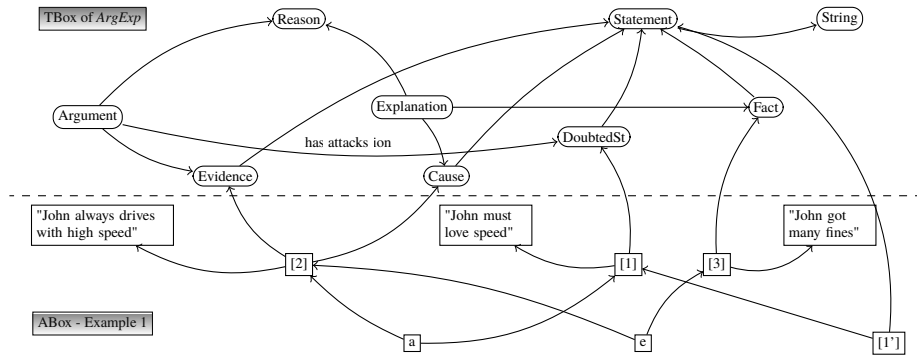 TBox of ArgExp
Reason
Statement
String
Argument
Explanation
Fact
has attacks ion
DoubtedSt
Evidence
Cause
"John always drives
with high speed"
"John must
love speed"
"John got
many fines"
[2]
[1]
[3]
ABox - Example 1
a
e
[1']